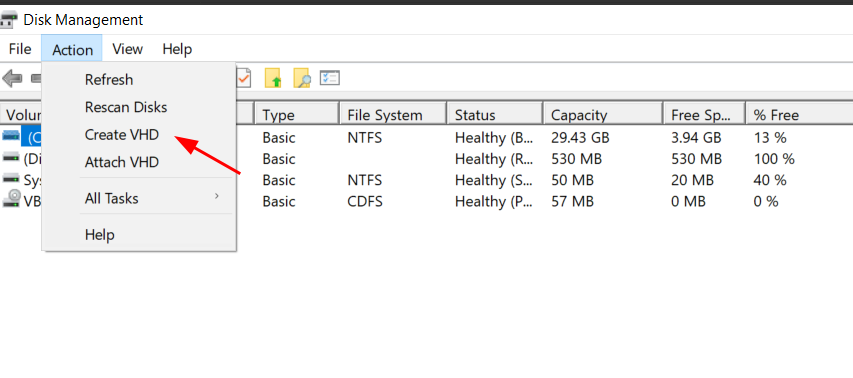 Disk Management
File Action View Help
Refresh
Rescan Disks
Create VHD
Attach VHD
All Tasks
Help
Volu Type File System Status Capacity Free Sp... % Free
(C Basic NTFS Healthy (B... 29.43 GB 3.94 GB 13 %
(Di Basic Healthy (R... 530 MB 530 MB 100 %
Sys Basic NTFS Healthy (S... 50 MB 20 MB 40 %
VB Basic CDFS Healthy (P... 57 MB 0 MB 0 %